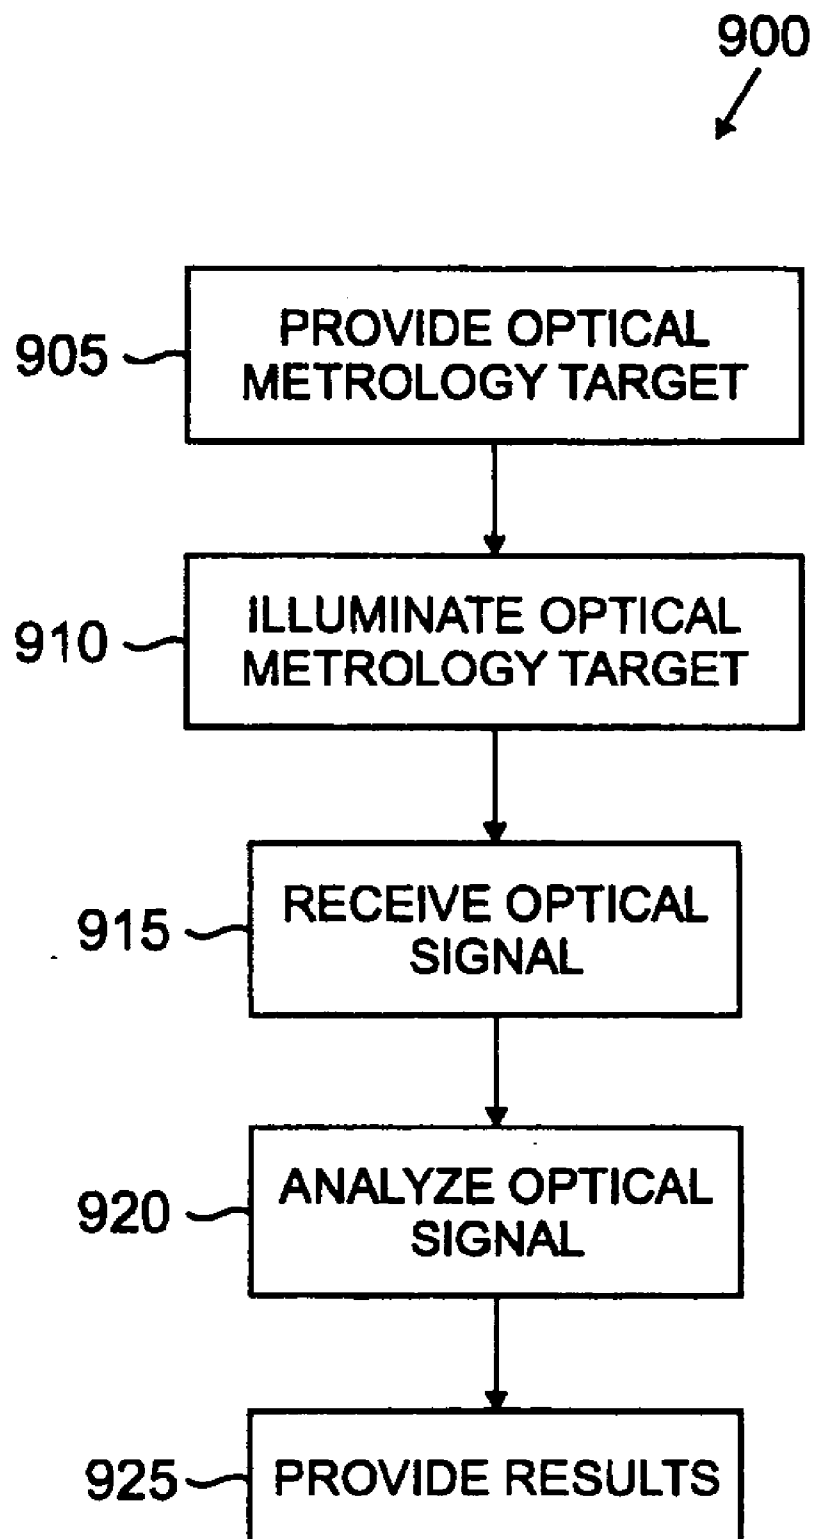 900
905
PROVIDE OPTICAL
METROLOGY TARGET
910
ILLUMINATE OPTICAL
METROLOGY TARGET
915
RECEIVE OPTICAL
SIGNAL
920
ANALYZE OPTICAL
SIGNAL
925
PROVIDE RESULTS